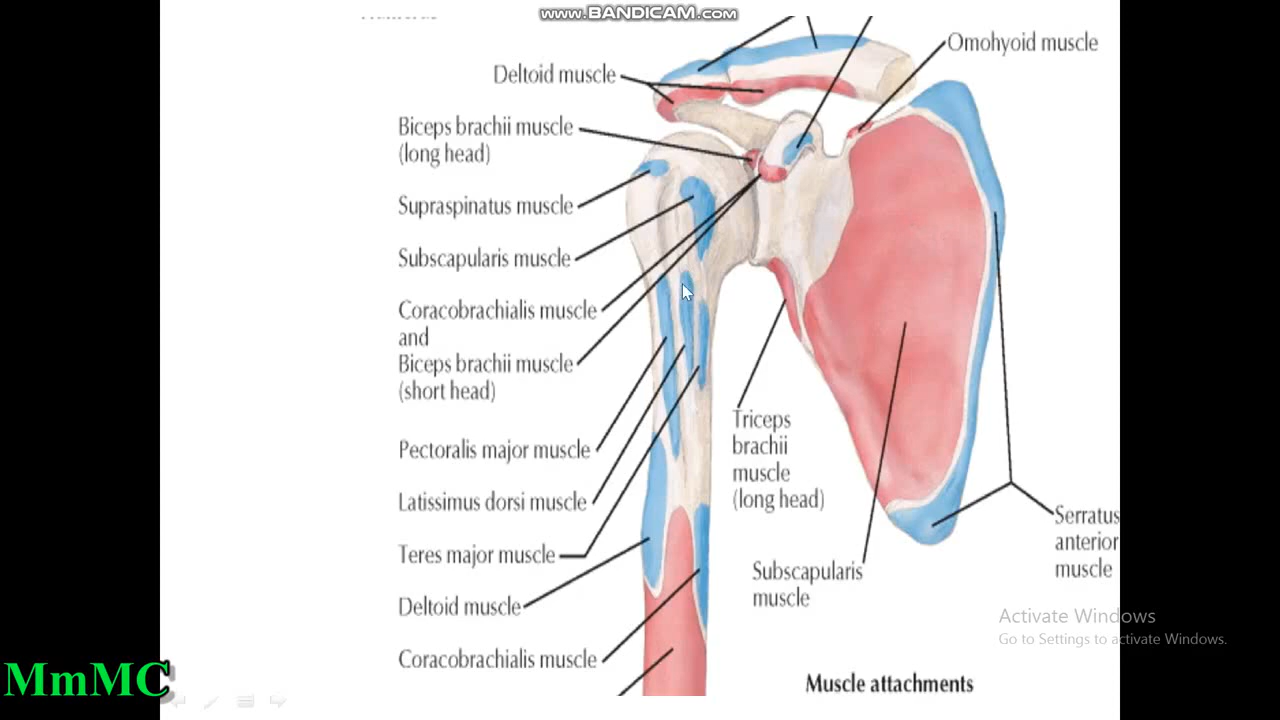 www.BANDICAM.com
Omohyoid muscle
Deltoid muscle
Biceps brachii muscle
(long head)
Supraspinatus muscle
Subscapularis muscle
Coracobrachialis muscle
and
Biceps brachii muscle
(short head)
Pectoralis major muscle
Latissimus dorsi muscle
Teres major muscle
Deltoid muscle
Coracobrachialis muscle
Triceps
brachii
muscle
(long head)
Subscapularis
muscle
Serratus
anterior
muscle
Activate Windows
Go to Settings to activate Windows.
Muscle attachments
MmMC